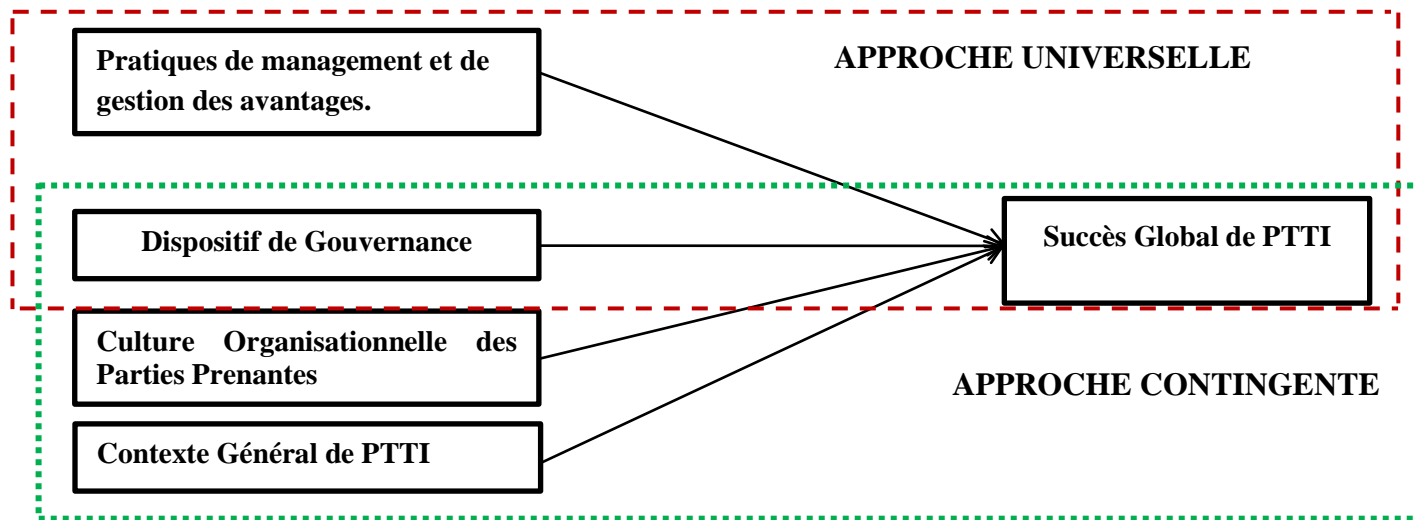 Pratiques de management et de
gestion des avantages.
APPROCHE UNIVERSELLE
Dispositif de Gouvernance
Succès Global de PTTI
Culture Organisationnelle des
Parties Prenantes
APPROCHE CONTINGENTE
Contexte Général de PTTI